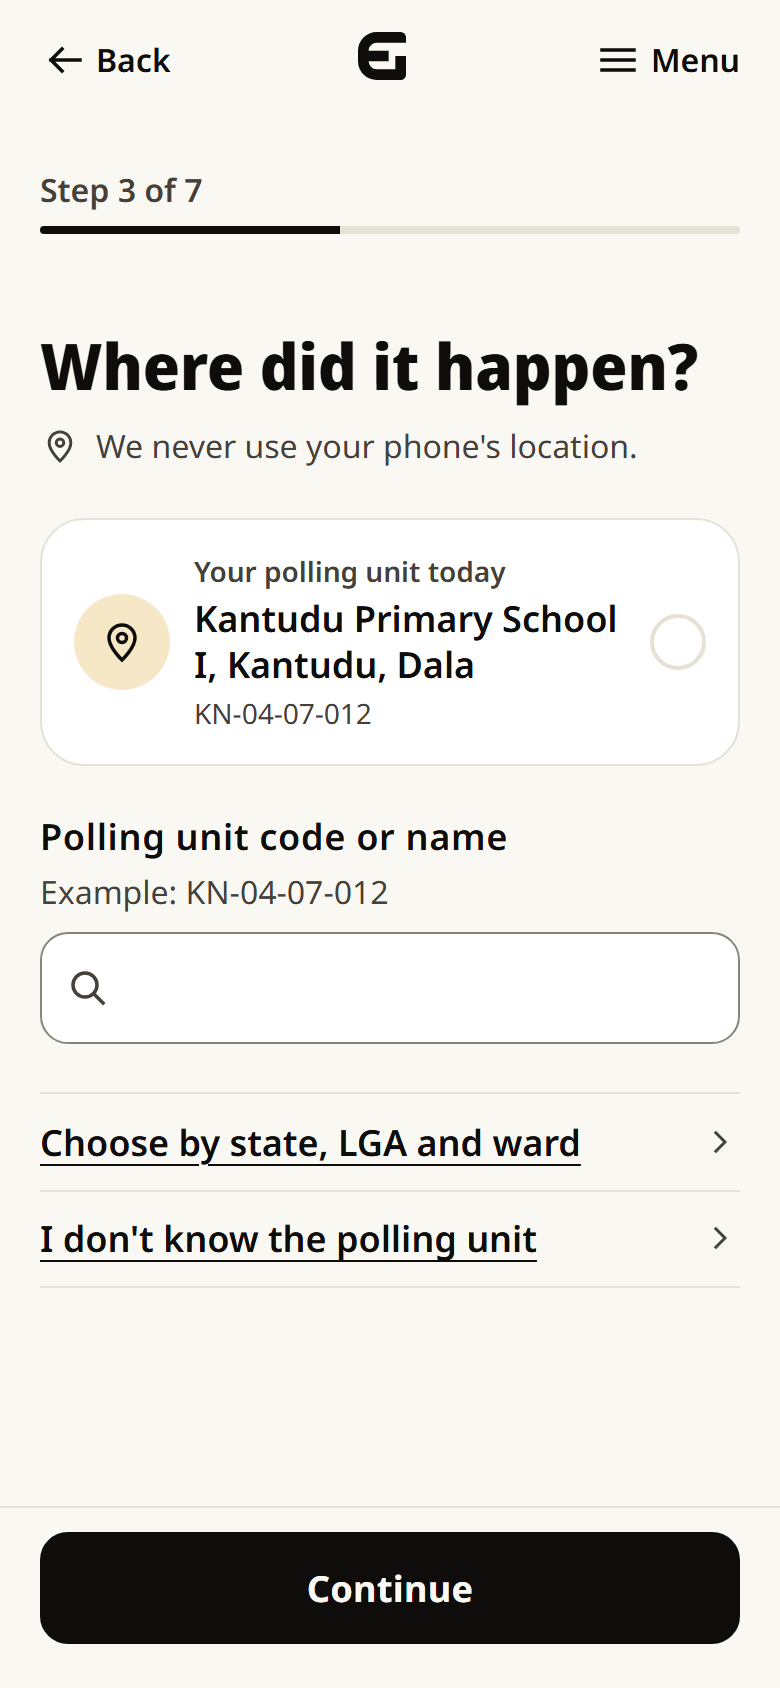 Back
Menu
Step 3 of 7
Where did it happen?
We never use your phone's location.
Your polling unit today
Kantudu Primary School
I, Kantudu, Dala
KN-04-07-012
Polling unit code or name
Example: KN-04-07-012
Choose by state, LGA and ward
I don't know the polling unit
Continue